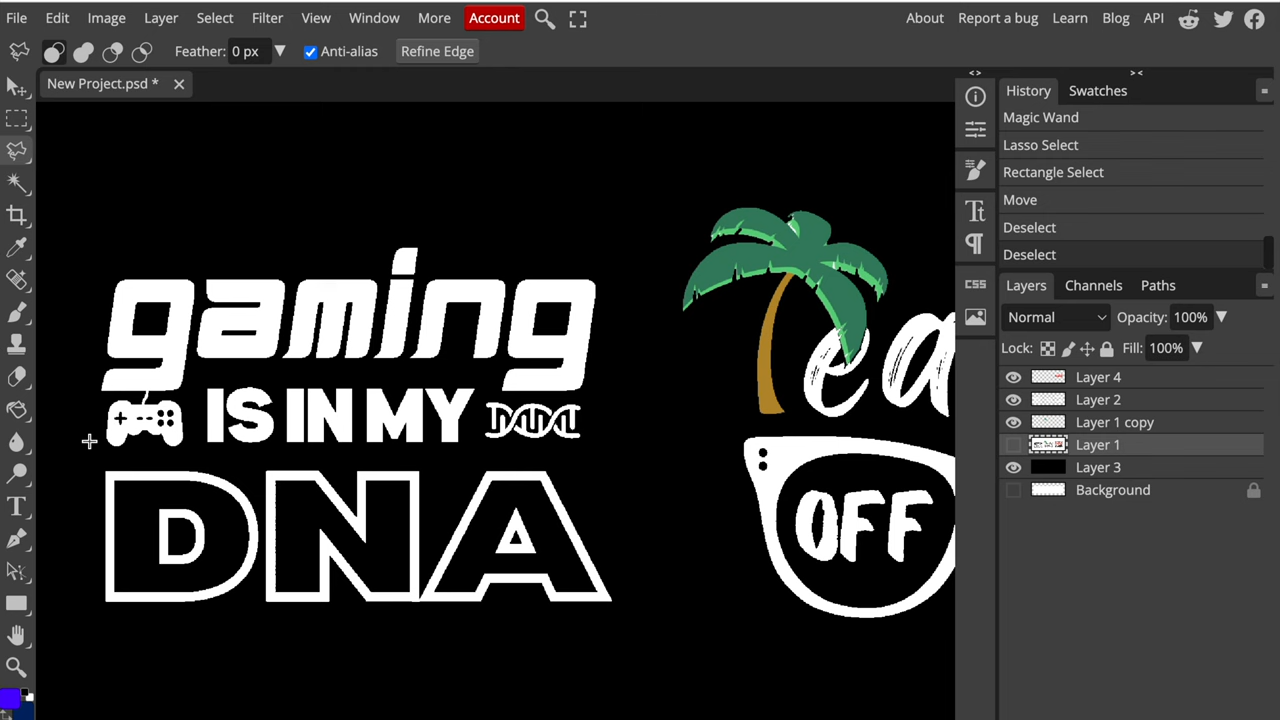 File Edit Image Layer Select Filter View Window More Account About Report a bug Learn Blog API
Feather: 0 px Anti-alias Refine Edge
New Project.psd *
History Swatches
Magic Wand
Lasso Select
Rectangle Select
Move
Deselect
Deselect
Layers Channels Paths
Normal Opacity: 100%
Lock: Fill: 100%
Layer 4
Layer 2
Layer 1 copy
Layer 1
Layer 3
Background
CSS
gaming
IS IN MY
DNA
ea
OFF